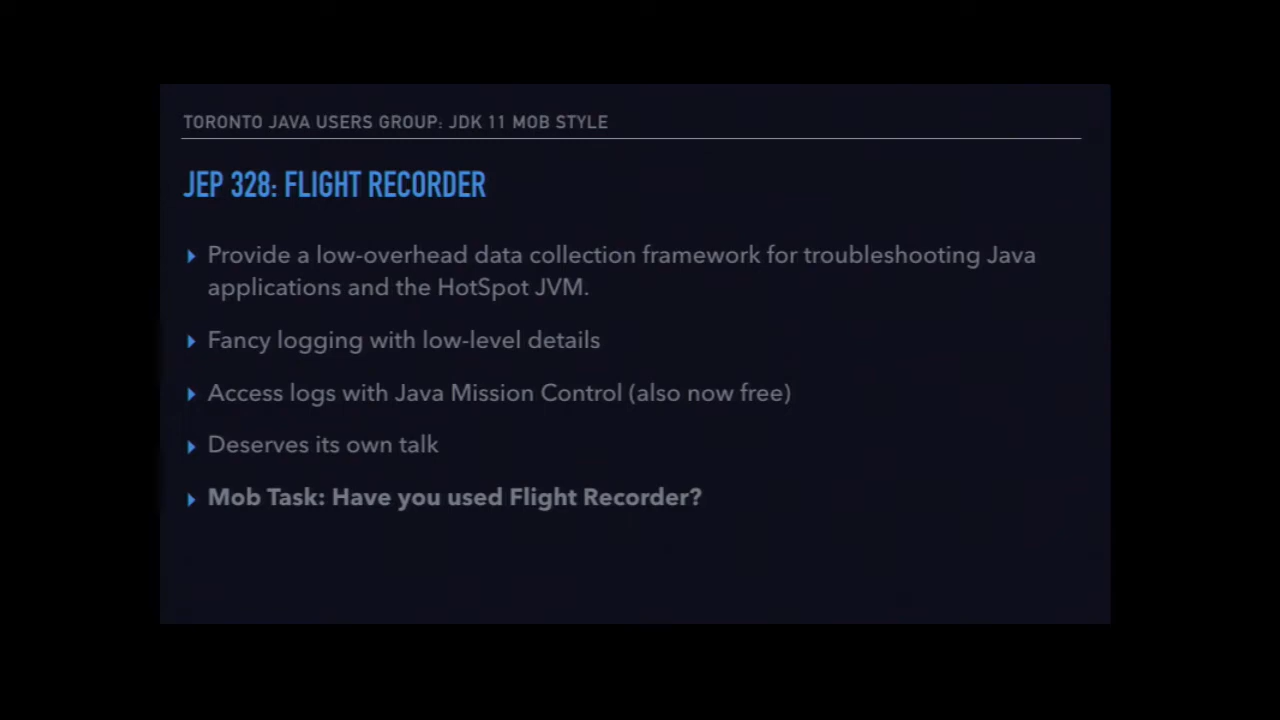 TORONTO JAVA USERS GROUP: JDK 11 MOB STYLE
JEP 328: FLIGHT RECORDER
Provide a low-overhead data collection framework for troubleshooting Java
applications and the HotSpot JVM.
Fancy logging with low-level details
Access logs with Java Mission Control (also now free)
Deserves its own talk
Mob Task: Have you used Flight Recorder?